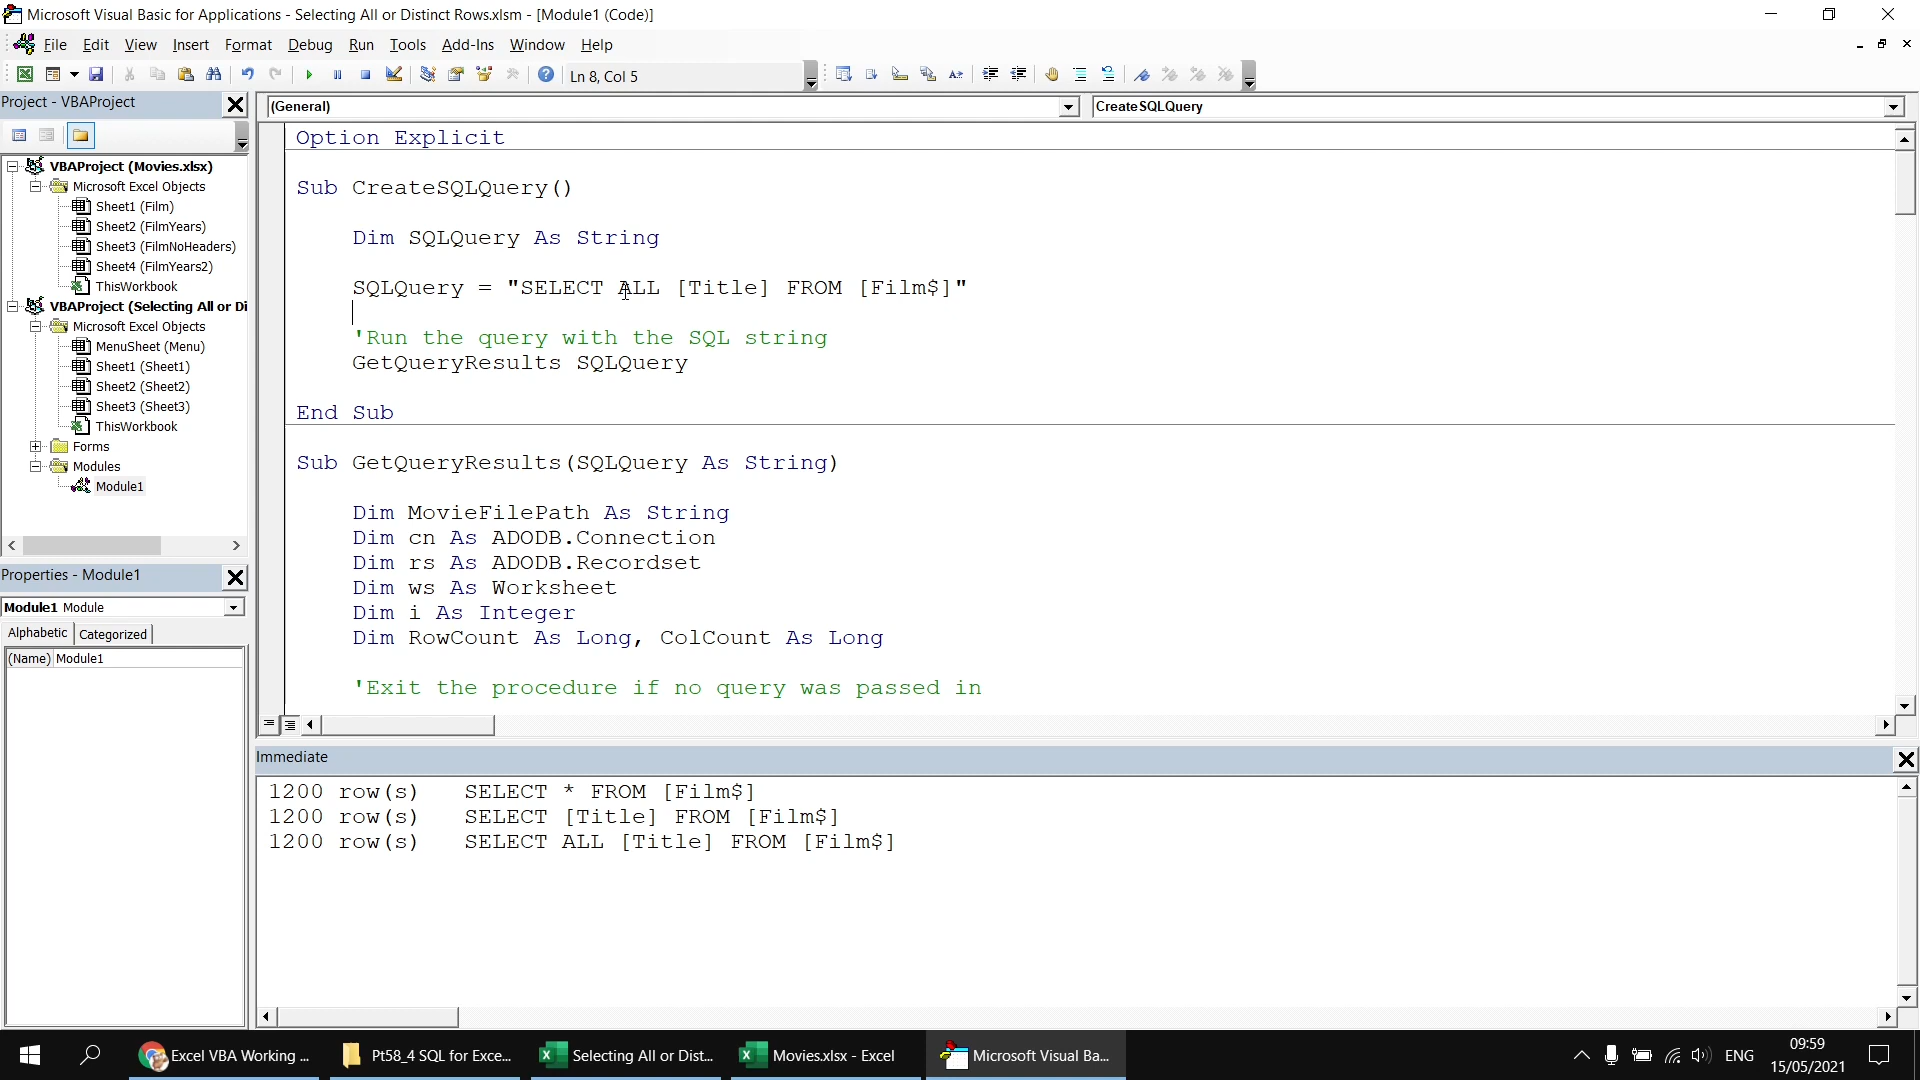 Microsoft Visual Basic for Applications - Selecting All or Distinct Rows.xlsm - [Module1 (Code)]
File Edit View Insert Format Debug Run Tools Add-Ins Window Help
Ln 8, Col 5
Project - VBAProject
VBAProject (Movies.xlsx)
Microsoft Excel Objects
Sheet1 (Film)
Sheet2 (FilmYears)
Sheet3 (FilmNoHeaders)
Sheet4 (FilmYears2)
ThisWorkbook
VBAProject (Selecting All or Di
Microsoft Excel Objects
MenuSheet (Menu)
Sheet1 (Sheet1)
Sheet2 (Sheet2)
Sheet3 (Sheet3)
ThisWorkbook
Forms
Modules
Module1
Properties - Module1
Module1 Module
Alphabetic Categorized
(Name) Module1
(General) CreateSQLQuery
Option Explicit
Sub CreateSQLQuery()
Dim SQLQuery As String
SQLQuery = "SELECT ALL [Title] FROM [Film$]"
'Run the query with the SQL string
GetQueryResults SQLQuery
End Sub
Sub GetQueryResults(SQLQuery As String)
Dim MovieFilePath As String
Dim cn As ADODB.Connection
Dim rs As ADODB.Recordset
Dim ws As Worksheet
Dim i As Integer
Dim RowCount As Long, ColCount As Long
'Exit the procedure if no query was passed in
Immediate
1200 row(s) SELECT * FROM [Film$]
1200 row(s) SELECT [Title] FROM [Film$]
1200 row(s) SELECT ALL [Title] FROM [Film$]
Excel VBA Working ... Pt58_4 SQL for Exce... Selecting All or Dist... Movies.xlsx - Excel Microsoft Visual Ba... ENG
09:59
15/05/2021